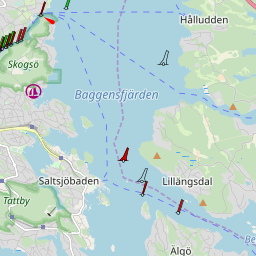 Hålludden
Skogsö
Baggensfjärden
Saltsjöbaden
Lillängsdal
Tattby
Älgö